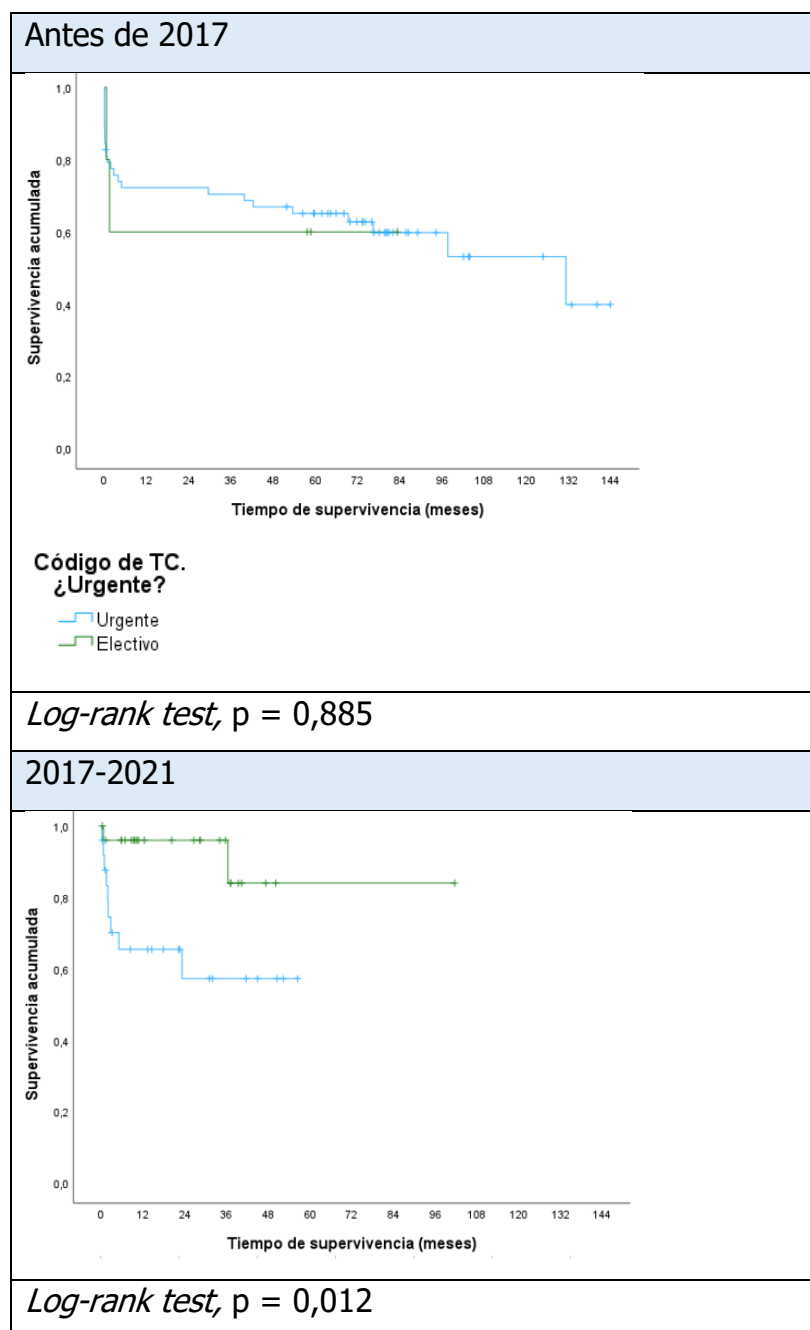 Antes de 2017
1,0
0,8
0,6
0,4
0,2
0,0
Supervivencia acumulada
0 12 24 36 48 60 72 84 96 108 120 132 144
Tiempo de supervivencia (meses)
Código de TC.
¿Urgente?
Urgente
Electivo
Log-rank test, p = 0,885
2017-2021
1,0
0,8
0,6
0,4
0,2
0,0
Supervivencia acumulada
0 12 24 36 48 60 72 84 96 108 120 132 144
Tiempo de supervivencia (meses)
Log-rank test, p = 0,012